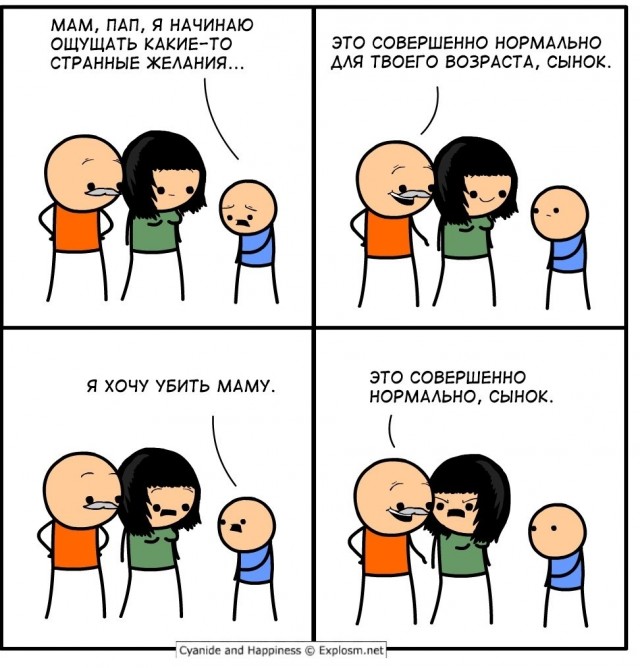 МАМ, ПАП, Я НАЧИНАЮ
ОЩУЩАТЬ КАКИЕ-ТО
СТРАННЫЕ ЖЕЛАНИЯ...
ЭТО СОВЕРШЕННО НОРМАЛЬНО
ДЛЯ ТВОЕГО ВОЗРАСТА, СЫНОК.
Я ХОЧУ УБИТЬ МАМУ.
ЭТО СОВЕРШЕННО
НОРМАЛЬНО, СЫНОК.
Cyanide and Happiness © Explosm.net